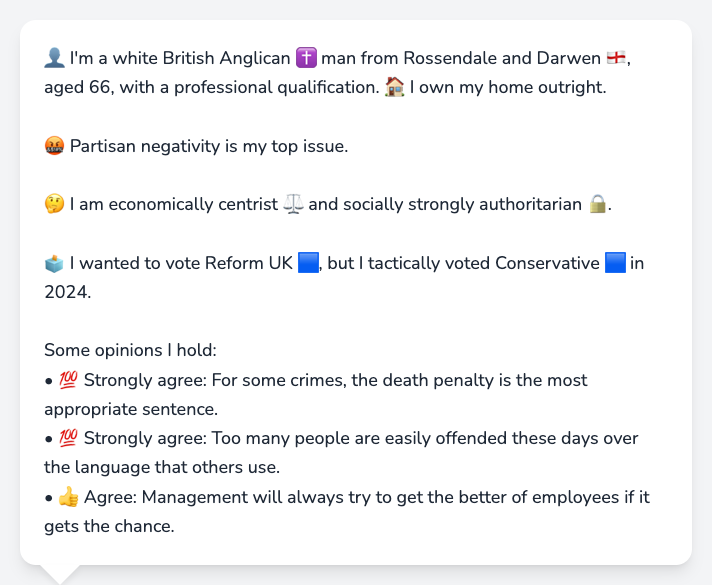 👤 I'm a white British Anglican ✝️ man from Rossendale and Darwen 🏴󠁧󠁢󠁥󠁮󠁧󠁿,
aged 66, with a professional qualification. 🏠 I own my home outright.
🤬 Partisan negativity is my top issue.
🤔 I am economically centrist ⚖️ and socially strongly authoritarian 🔒.
🗳️ I wanted to vote Reform UK 🟦, but I tactically voted Conservative 🟦 in
2024.
Some opinions I hold:
• 💯 Strongly agree: For some crimes, the death penalty is the most
appropriate sentence.
• 💯 Strongly agree: Too many people are easily offended these days over
the language that others use.
• 👍 Agree: Management will always try to get the better of employees if it
gets the chance.